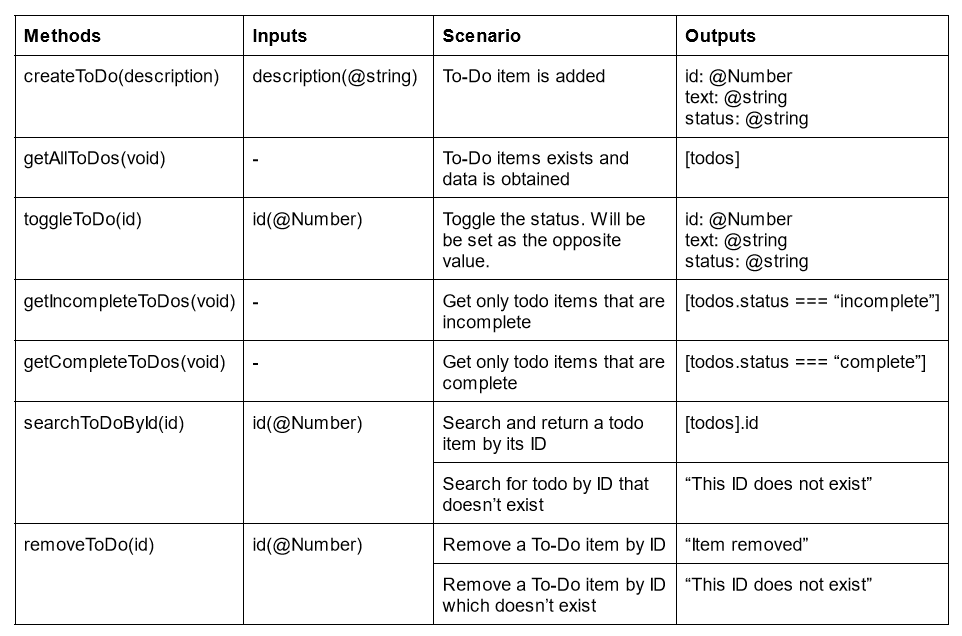 Methods Inputs Scenario Outputs
createToDo(description) description(@string) To-Do item is added id: @Number
text: @string
status: @string
getAllToDos(void) - To-Do items exists and [todos]
data is obtained
toggleToDo(id) id(@Number) Toggle the status. Will be id: @Number
be set as the opposite text: @string
value. status: @string
getIncompleteToDos(void) - Get only todo items that are [todos.status === “incomplete”]
incomplete
getCompleteToDos(void) - Get only todo items that are [todos.status === “complete”]
complete
searchToDoById(id) id(@Number) Search and return a todo [todos].id
item by its ID
Search for todo by ID that “This ID does not exist”
doesn’t exist
removeToDo(id) id(@Number) Remove a To-Do item by ID “Item removed”
Remove a To-Do item by ID “This ID does not exist”
which doesn’t exist